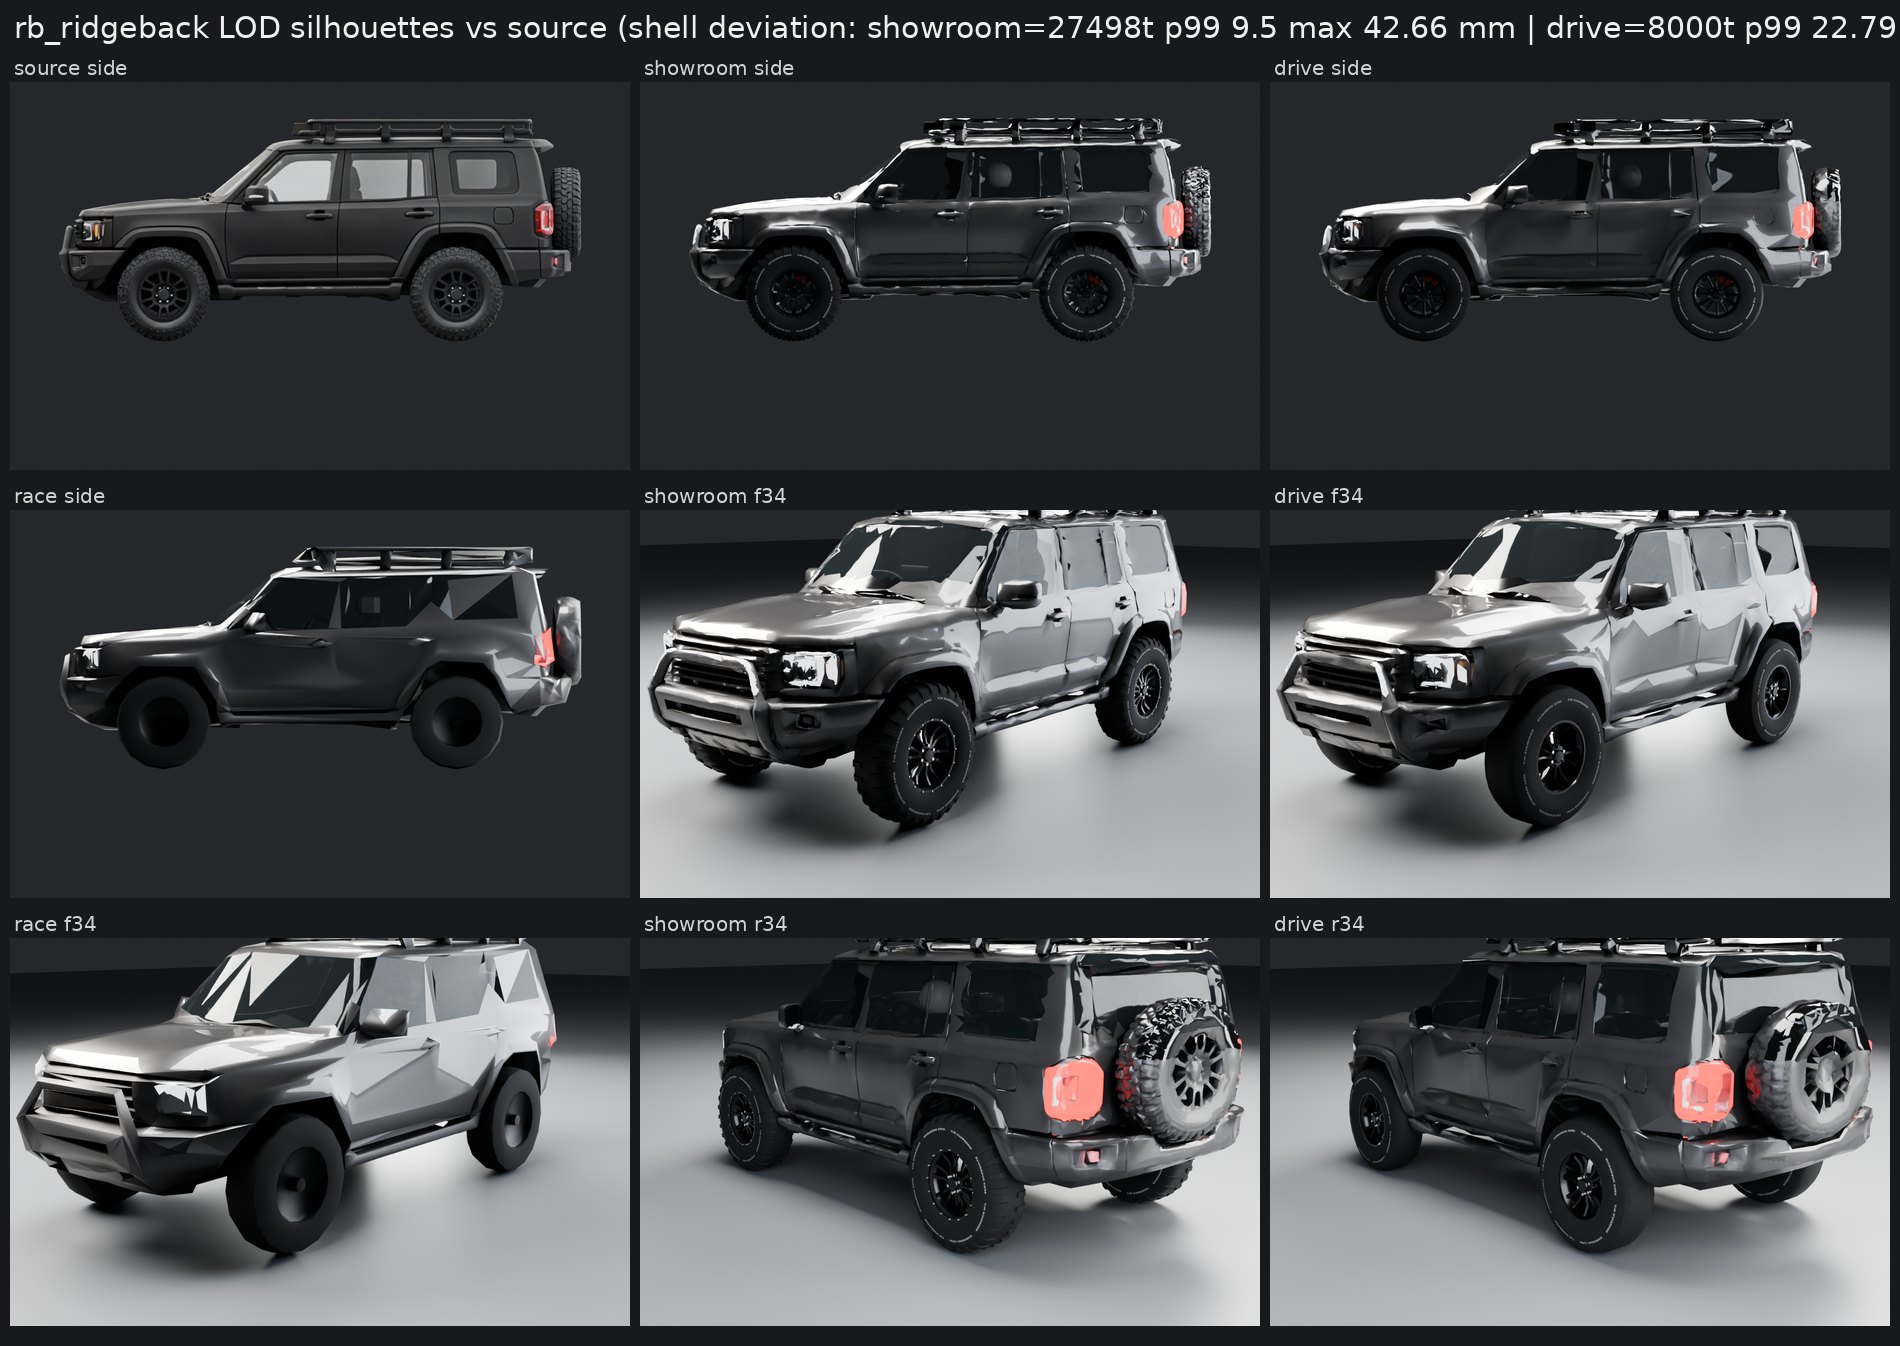 rb_ridgeback LOD silhouettes vs source (shell deviation: showroom=27498t p99 9.5 max 42.66 mm | drive=8000t p99 22.79
source side
showroom side
drive side
race side
showroom f34
drive f34
race f34
showroom r34
drive r34